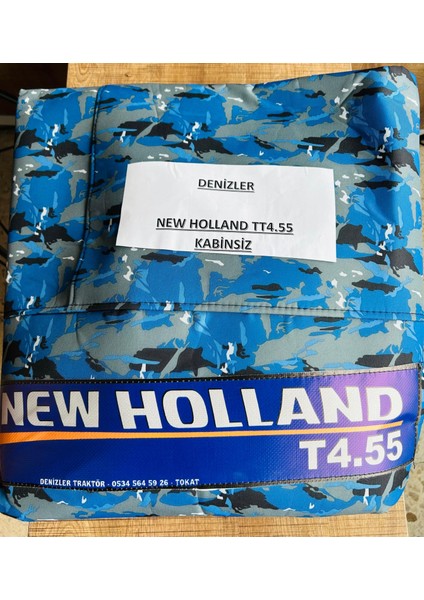 DENİZLER
NEW HOLLAND TT4.55
KABİNSİZ
NEW HOLLAND
T4.55
DENİZLER TRAKTÖR - 0534 564 59 26 - TOKAT